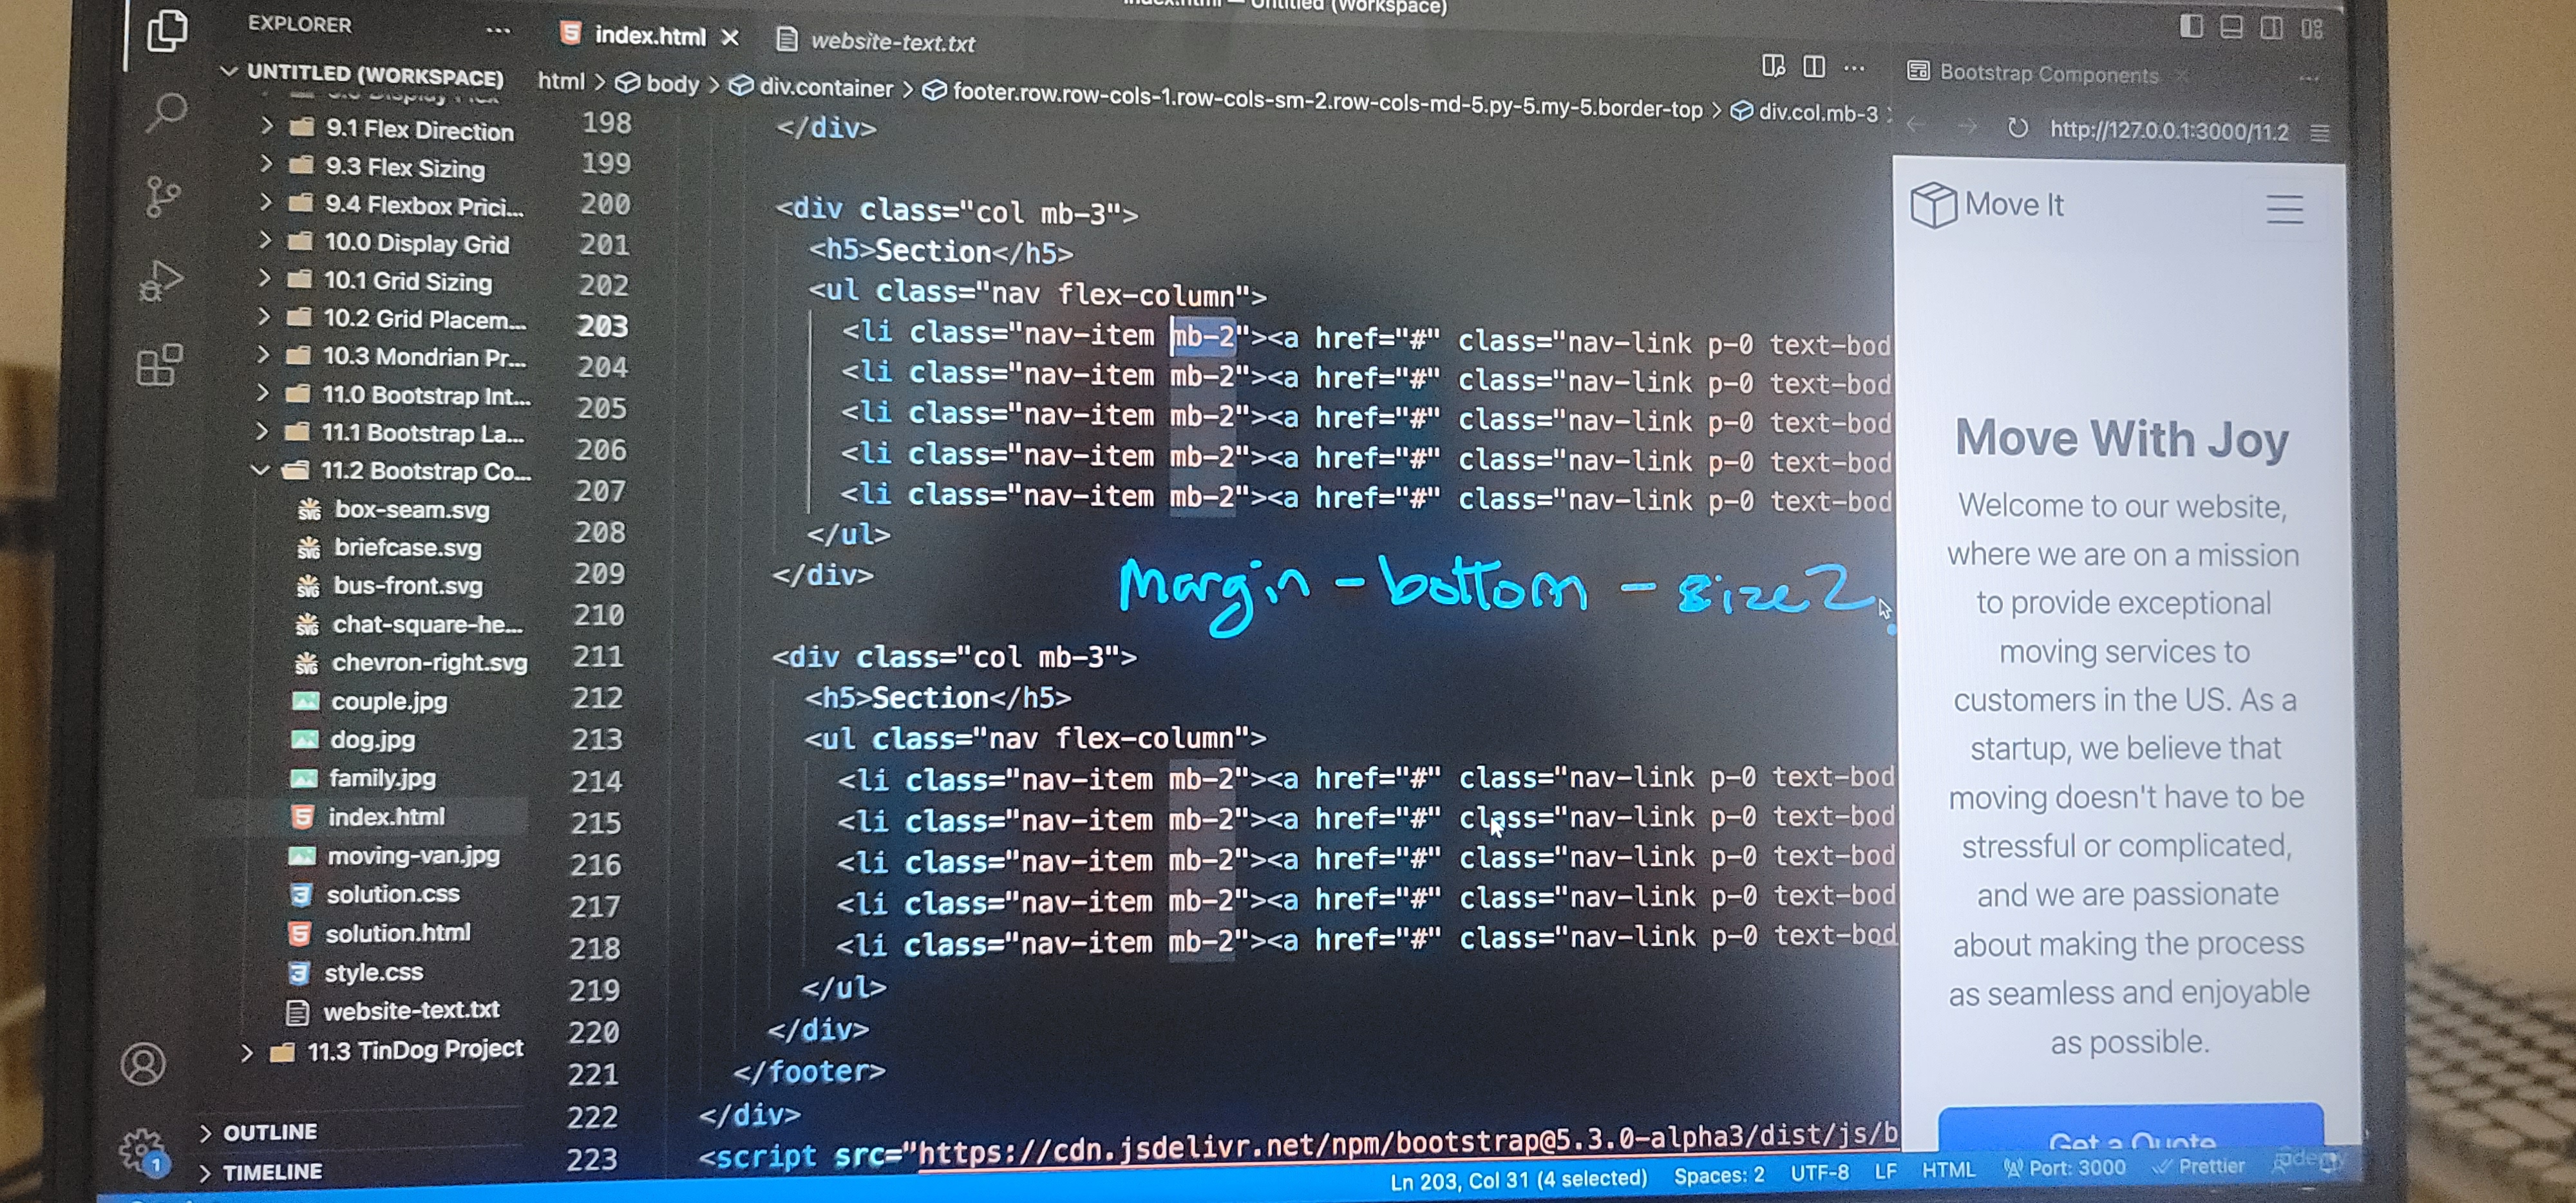 Untitled (Workspace)
EXPLORER
index.html
website-text.txt
Bootstrap Components
UNTITLED (WORKSPACE)
html > body > div.container > footer.row.row-cols-1.row-cols-sm-2.row-cols-md-5.py-5.my-5.border-top > div.col.mb-3
http://127.0.0.1:3000/11.2
9.1 Flex Direction
9.3 Flex Sizing
9.4 Flexbox Prici...
10.0 Display Grid
10.1 Grid Sizing
10.2 Grid Placem...
10.3 Mondrian Pr...
11.0 Bootstrap Int...
11.1 Bootstrap La...
11.2 Bootstrap Co...
box-seam.svg
briefcase.svg
bus-front.svg
chat-square-he...
chevron-right.svg
couple.jpg
dog.jpg
family.jpg
index.html
moving-van.jpg
solution.css
solution.html
style.css
website-text.txt
11.3 TinDog Project
OUTLINE
TIMELINE
1
198 </div>
199
200 <div class="col mb-3">
201 <h5>Section</h5>
202 <ul class="nav flex-column">
203 <li class="nav-item mb-2"><a href="#" class="nav-link p-0 text-bod
204 <li class="nav-item mb-2"><a href="#" class="nav-link p-0 text-bod
205 <li class="nav-item mb-2"><a href="#" class="nav-link p-0 text-bod
206 <li class="nav-item mb-2"><a href="#" class="nav-link p-0 text-bod
207 <li class="nav-item mb-2"><a href="#" class="nav-link p-0 text-bod
208 </ul>
209 </div>
Margin - bottom - size 2
210
211 <div class="col mb-3">
212 <h5>Section</h5>
213 <ul class="nav flex-column">
214 <li class="nav-item mb-2"><a href="#" class="nav-link p-0 text-bod
215 <li class="nav-item mb-2"><a href="#" class="nav-link p-0 text-bod
216 <li class="nav-item mb-2"><a href="#" class="nav-link p-0 text-bod
217 <li class="nav-item mb-2"><a href="#" class="nav-link p-0 text-bod
218 <li class="nav-item mb-2"><a href="#" class="nav-link p-0 text-bod
219 </ul>
220 </div>
221 </footer>
222 </div>
223 <script src="https://cdn.jsdelivr.net/npm/bootstrap@5.3.0-alpha3/dist/js/b
Move It
Move With Joy
Welcome to our website,
where we are on a mission
to provide exceptional
moving services to
customers in the US. As a
startup, we believe that
moving doesn't have to be
stressful or complicated,
and we are passionate
about making the process
as seamless and enjoyable
as possible.
Get a Quote
Ln 203, Col 31 (4 selected) Spaces: 2 UTF-8 LF HTML Port: 3000 Prettier